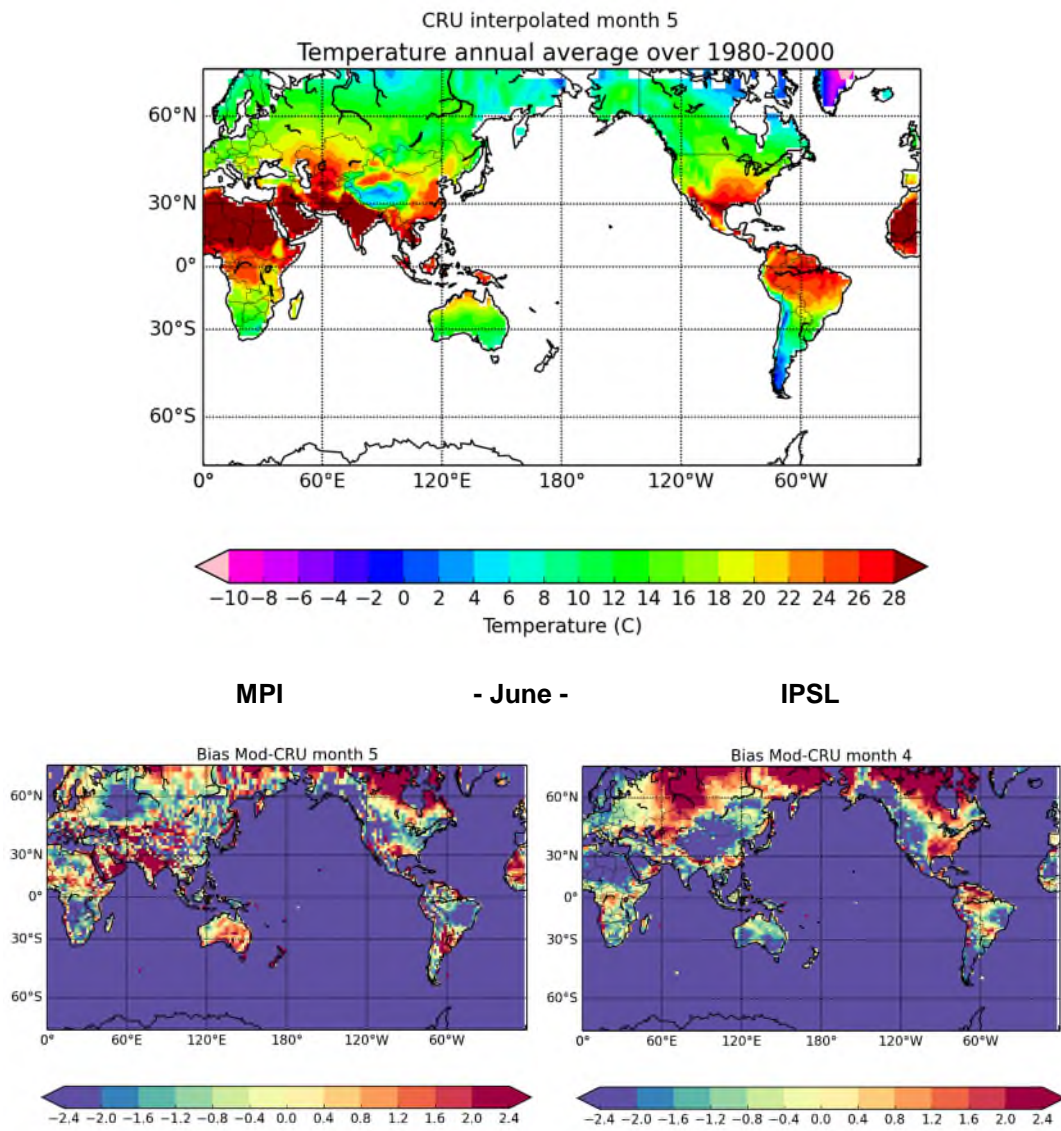 CRU interpolated month 5
Temperature annual average over 1980-2000
60°N
30°N
0°
30°S
60°S
0° 60°E 120°E 180° 120°W 60°W
−10 −8 −6 −4 −2 0 2 4 6 8 10 12 14 16 18 20 22 24 26 28
Temperature (C)
MPI - June - IPSL
Bias Mod-CRU month 5
60°N
30°N
0°
30°S
60°S
0° 60°E 120°E 180° 120°W 60°W
−2.4 −2.0 −1.6 −1.2 −0.8 −0.4 0.0 0.4 0.8 1.2 1.6 2.0 2.4
Bias Mod-CRU month 4
60°N
30°N
0°
30°S
60°S
0° 60°E 120°E 180° 120°W 60°W
−2.4 −2.0 −1.6 −1.2 −0.8 −0.4 0.0 0.4 0.8 1.2 1.6 2.0 2.4